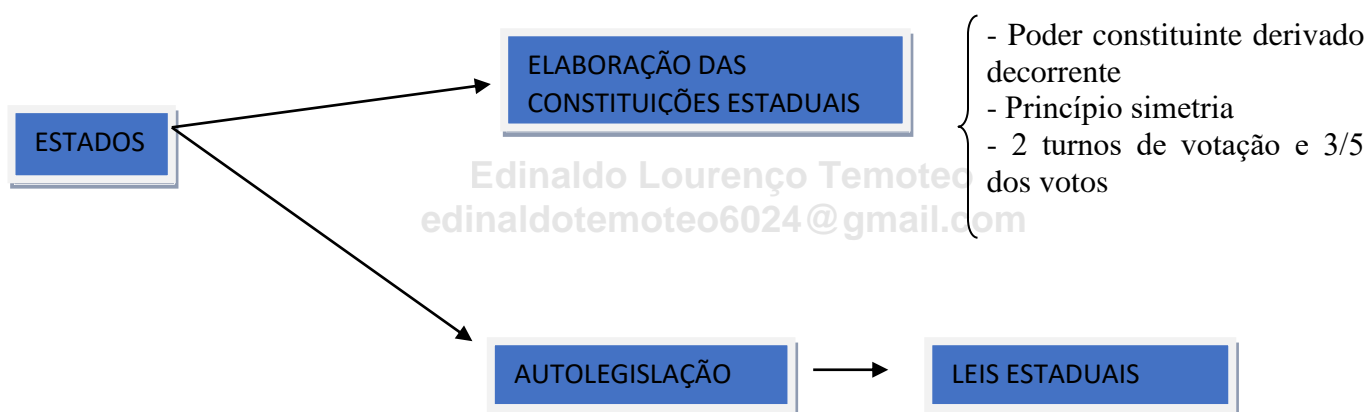 ESTADOS
ELABORAÇÃO DAS
CONSTITUIÇÕES ESTADUAIS
- Poder constituinte derivado
decorrente
- Princípio simetria
- 2 turnos de votação e 3/5
dos votos
Edinaldo Lourenço Temoteo
edinaldotemoteo6024@gmail.com
AUTOLEGISLAÇÃO
LEIS ESTADUAIS